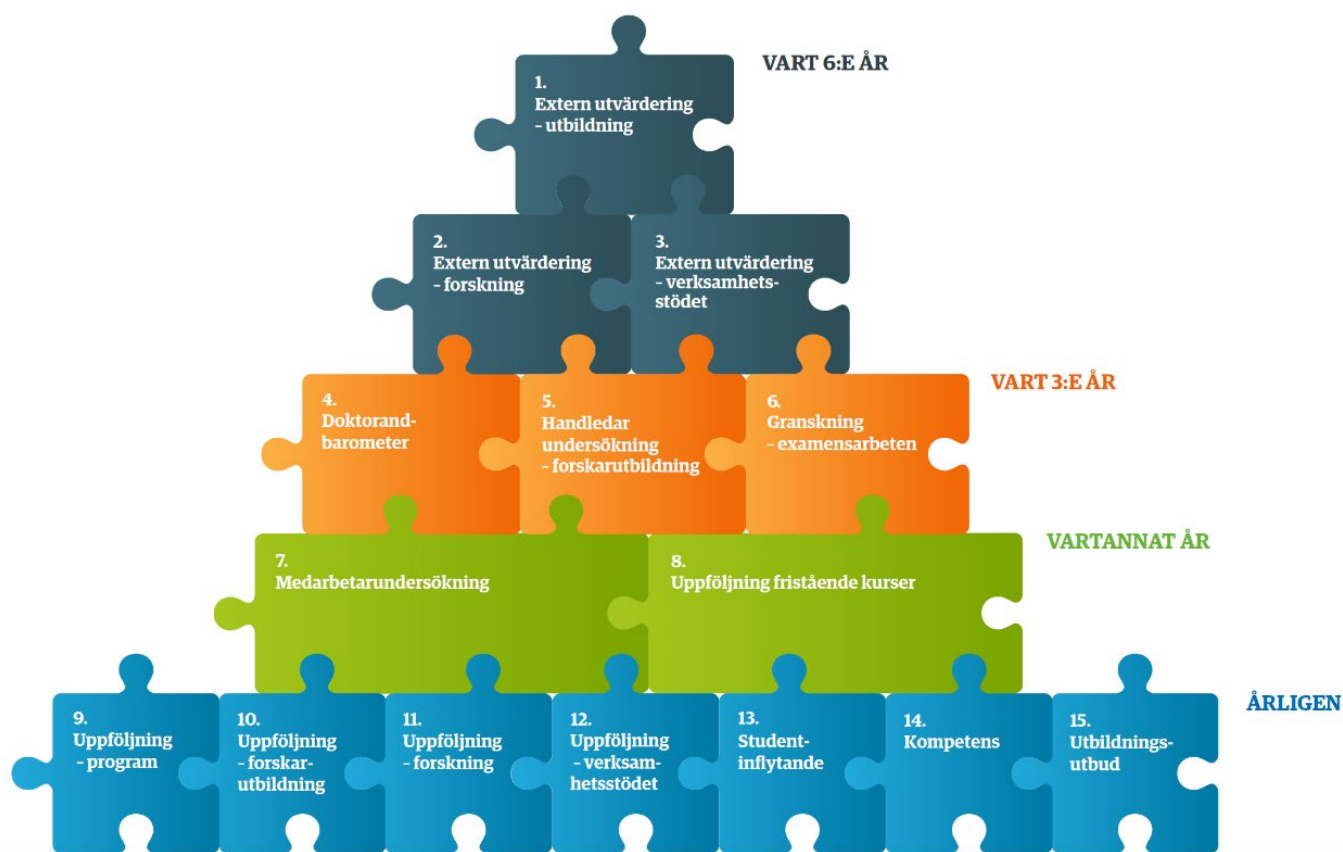 VART 6:E ÅR
1.
Extern utvärdering
– utbildning
2.
Extern utvärdering
– forskning
3.
Extern utvärdering
– verksamhets-
stödet
VART 3:E ÅR
4.
Doktorand-
barometer
5.
Handledar
undersökning
– forskarutbildning
6.
Granskning
– examensarbeten
VARTANNAT ÅR
7.
Medarbetarundersökning
8.
Uppföljning fristående kurser
ÅRLIGEN
9.
Uppföljning
– program
10.
Uppföljning
– forskar-
utbildning
11.
Uppföljning
– forskning
12.
Uppföljning
– verksam-
hetsstödet
13.
Student-
inflytande
14.
Kompetens
15.
Utbildnings-
utbud